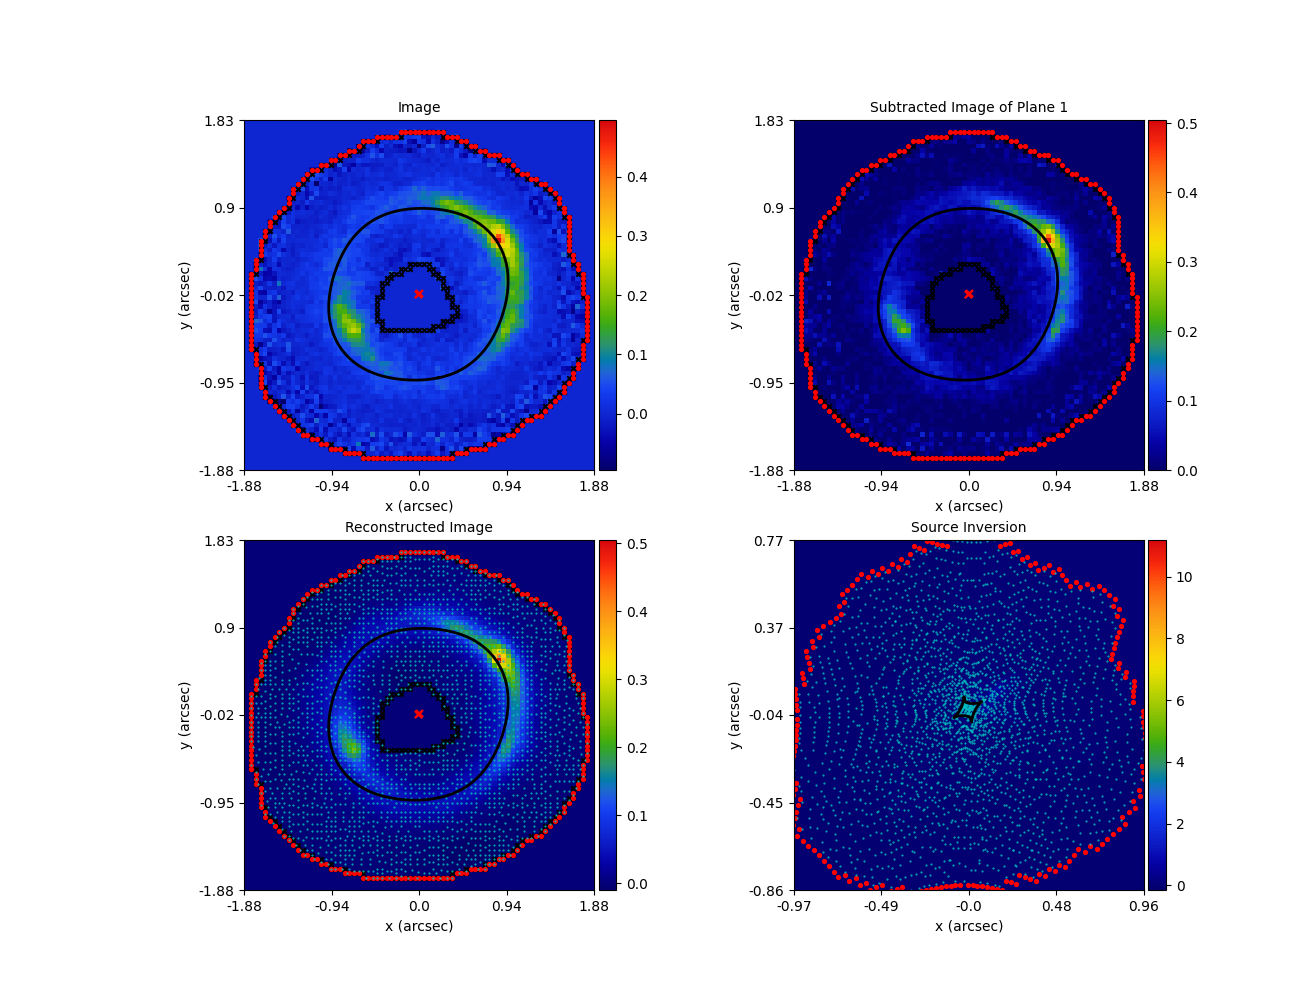 Image
1.83
0.9
-0.02
-0.95
-1.88
y (arcsec)
-1.88 -0.94 0.0 0.94 1.88
x (arcsec)
0.4
0.3
0.2
0.1
0.0
Subtracted Image of Plane 1
1.83
0.9
-0.02
-0.95
-1.88
y (arcsec)
-1.88 -0.94 0.0 0.94 1.88
x (arcsec)
0.5
0.4
0.3
0.2
0.1
0.0
Reconstructed Image
1.83
0.9
-0.02
-0.95
-1.88
y (arcsec)
-1.88 -0.94 0.0 0.94 1.88
x (arcsec)
0.5
0.4
0.3
0.2
0.1
0.0
Source Inversion
0.77
0.37
-0.04
-0.45
-0.86
y (arcsec)
-0.97 -0.49 -0.0 0.48 0.96
x (arcsec)
10
8
6
4
2
0